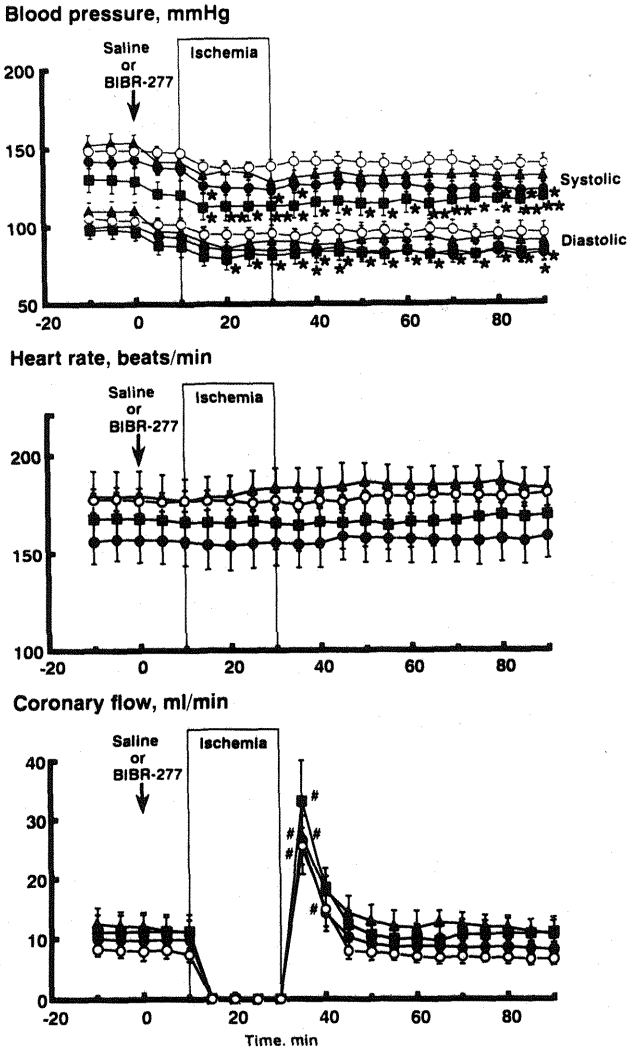 Blood pressure, mmHg
Saline
or
BIBR-277
Ischemia
200
150
100
50
Systolic
Diastolic
-20 0 20 40 60 80
Heart rate, beats/min
Saline
or
BIBR-277
Ischemia
200
150
100
-20 0 20 40 60 80
Coronary flow, ml/min
Saline
or
BIBR-277
Ischemia
40
30
20
10
0
#
# #
#
#
-20 0 20 40 60 80
Time, min